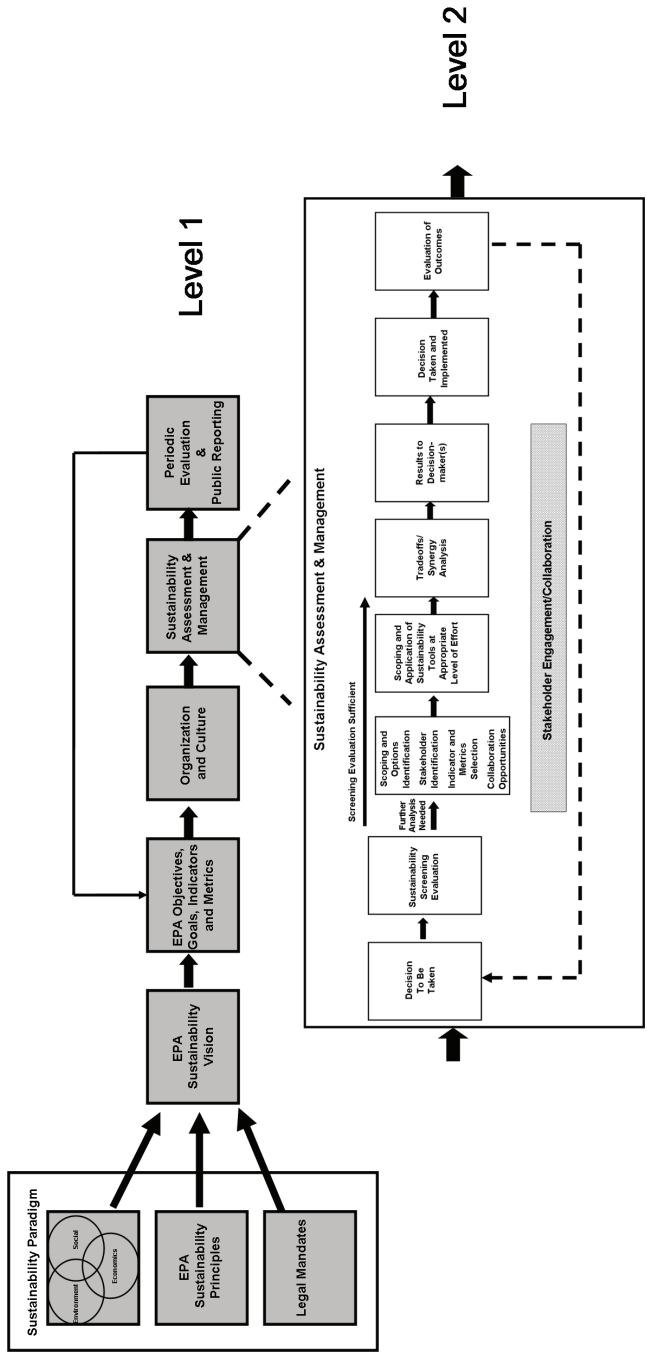 Sustainability Paradigm
Environment
Social
Economics
EPA
Sustainability
Principles
Legal Mandates
EPA
Sustainability
Vision
EPA Objectives,
Goals, Indicators
and Metrics
Organization
and Culture
Sustainability
Assessment &
Management
Periodic
Evaluation
&
Public Reporting
Level 1
Sustainability Assessment & Management
Decision
To Be
Taken
Sustainability
Screening
Evaluation
Further
Analysis
Needed
Screening Evaluation Sufficient
Scoping and
Options
Identification
Stakeholder
Identification
Indicator and
Metrics
Selection
Collaboration
Opportunities
Scoping and
Application of
Sustainability
Tools at
Appropriate
Level of Effort
Tradeoffs/
Synergy
Analysis
Results to
Decision-
maker(s)
Decision
Taken and
Implemented
Evaluation of
Outcomes
Stakeholder Engagement/Collaboration
Level 2